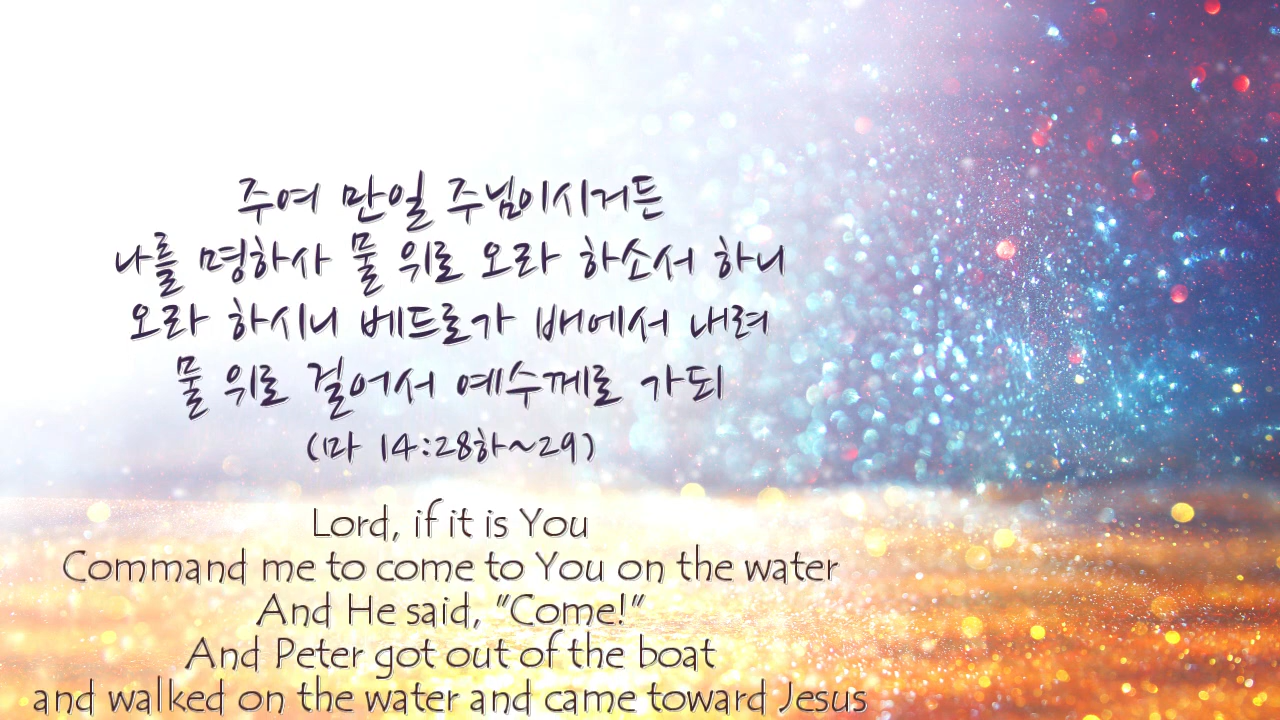 주여 만일 주님이시거든
나를 명하사 물 위로 오라 하소서 하니
오라 하시니 베드로가 배에서 내려
물 위로 걸어서 예수께로 가되
(마 14:28하~29)
Lord, if it is You
Command me to come to You on the water
And He said, "Come!"
And Peter got out of the boat
and walked on the water and came toward Jesus